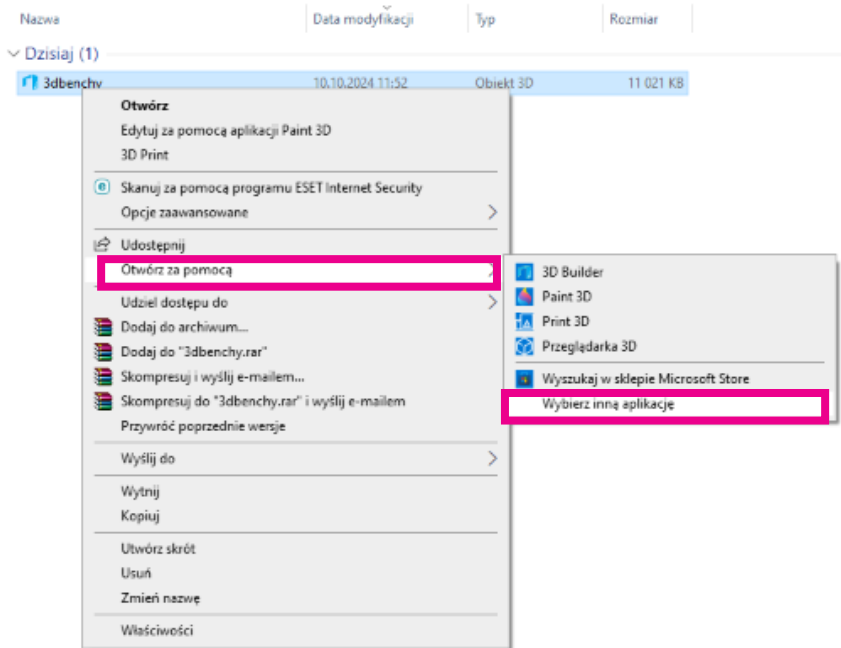 Nazwa Data modyfikacji Typ Rozmiar
Dzisiaj (1)
3dbenchy 10.10.2024 11:52 Obiekt 3D 11 021 KB
Otwórz
Edytuj za pomocą aplikacji Paint 3D
3D Print
Skanuj za pomocą programu ESET Internet Security
Opcje zaawansowane
Udostępnij
Otwórz za pomocą
Udziel dostępu do
Dodaj do archiwum...
Dodaj do "3dbenchy.rar"
Skompresuj i wyślij e-mailem...
Skompresuj do "3dbenchy.rar" i wyślij e-mailem
Przywróć poprzednie wersje
Wyślij do
Wytnij
Kopiuj
Utwórz skrót
Usuń
Zmień nazwę
Właściwości
3D Builder
Paint 3D
Print 3D
Przeglądarka 3D
Wyszukaj w sklepie Microsoft Store
Wybierz inną aplikację